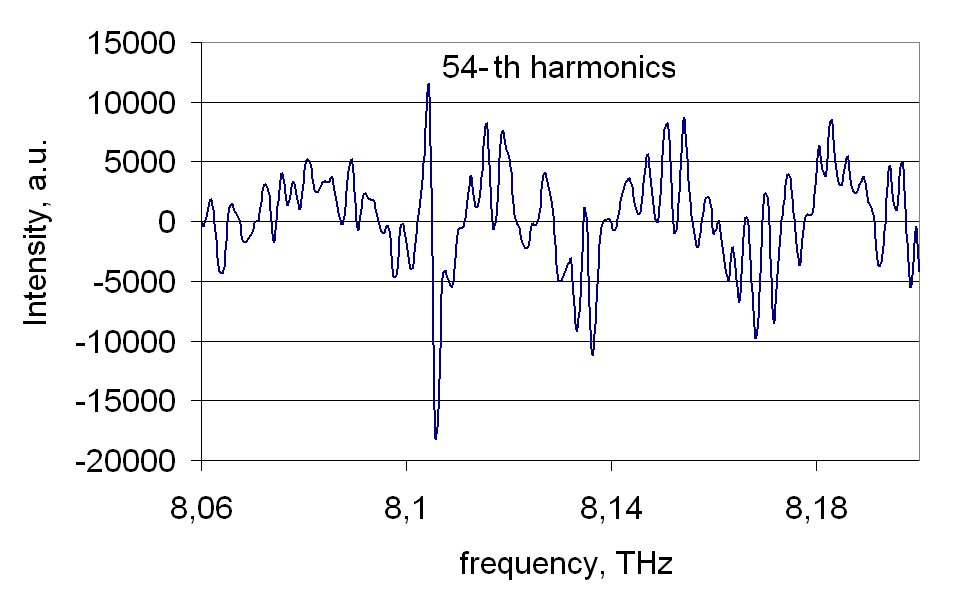 15000
54-th harmonics
10000
5000
0
-5000
-10000
-15000
-20000
Intensity, a.u.
8,06 8,1 8,14 8,18
frequency, THz